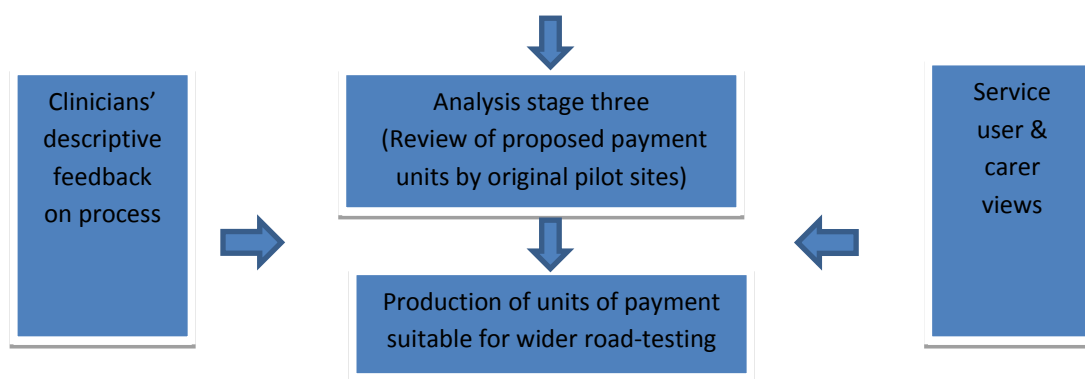 Clinicians’
descriptive
feedback
on process
Analysis stage three
(Review of proposed payment
units by original pilot sites)
Service
user &
carer
views
Production of units of payment
suitable for wider road-testing